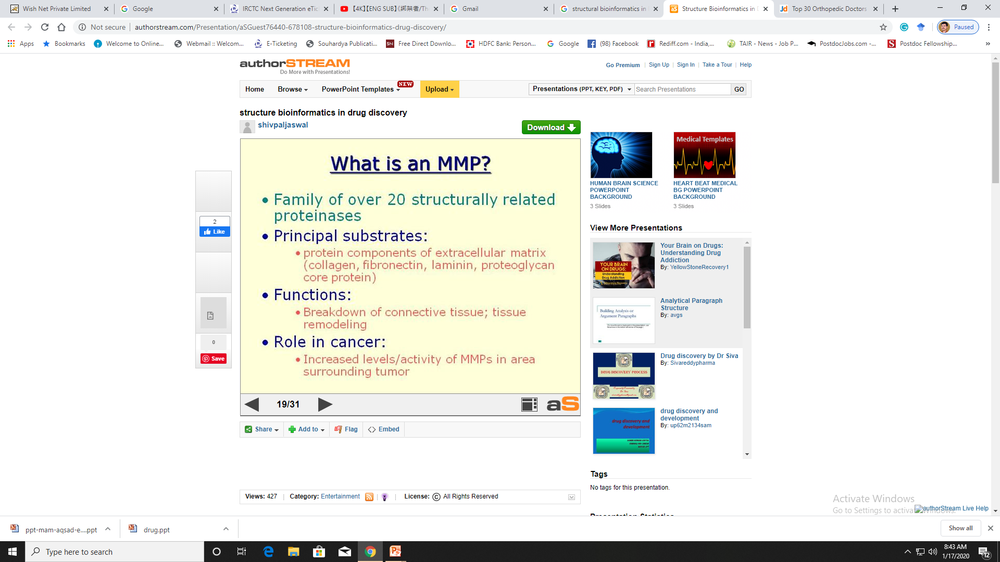 Wish Net Private Limited
Google
IRCTC Next Generation eTic
【4K】【ENG SUB】《绑架者/Th
Gmail
structural bioinformatics in
Structure Bioinformatics in
Top 30 Orthopedic Doctors
Not secure
authorstream.com/Presentation/aSGuest76440-678108-structure-bioinformatics-drug-discovery/
Paused
Apps
Bookmarks
Welcome to Online...
Webmail :: Welcom...
E-Ticketing
Souhardya Publicati...
Free Direct Downlo...
HDFC Bank: Person...
Google
(98) Facebook
Rediff.com - India,...
TAIR - News - Job P...
PostdocJobs.com -...
Postdoc Fellowship...
»
authorSTREAM
Do More with Presentations!
Go Premium | Sign Up | Sign In | Take a Tour | Help
Home
Browse
PowerPoint Templates
NEW
Upload
Presentations (PPT, KEY, PDF)
Search Presentations
GO
structure bioinformatics in drug discovery
shivpaljaswal
Download
What is an MMP?
• Family of over 20 structurally related
proteinases
• Principal substrates:
• protein components of extracellular matrix
(collagen, fibronectin, laminin, proteoglycan
core protein)
• Functions:
• Breakdown of connective tissue; tissue
remodeling
• Role in cancer:
• Increased levels/activity of MMPs in area
surrounding tumor
19/31
aS
2
Like
0
Save
Share
Add to
Flag
Embed
Views: 427
Category: Entertainment
License: © All Rights Reserved
Medical Templates
HUMAN BRAIN SCIENCE
POWERPOINT
BACKGROUND
3 Slides
HEART BEAT MEDICAL
BG POWERPOINT
BACKGROUND
3 Slides
View More Presentations
YOUR BRAIN
ON DRUGS:
Understanding
Drug Addiction
Your Brain on Drugs:
Understanding Drug
Addiction
By: YellowStoneRecovery1
Building Analysis or
Argument Paragraphs
Analytical Paragraph
Structure
By: avgs
DRUG DISCOVERY PROCESS
Drug discovery by Dr Siva
By: Sivareddypharma
drug discovery and
development
drug discovery and
development
By: up62m2134sam
Tags
No tags for this presentation.
Presentation Statistics
Activate Windows
Go to Settings to activate Windows.
authorStream Live Help
ppt-mam-aqsad-e....ppt
drug.ppt
Show all
Type here to search
8:43 AM
1/17/2020
12